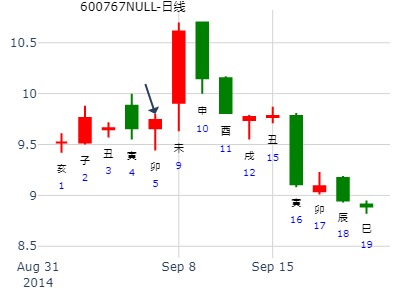 600767NULL-日线
10.5
10
9.5
9
8.5
亥
1
子
2
丑
3
寅
4
卯
5
未
9
申
10
酉
11
戌
12
丑
15
寅
16
卯
17
辰
18
巳
19
Aug 31
2014
Sep 8
Sep 15